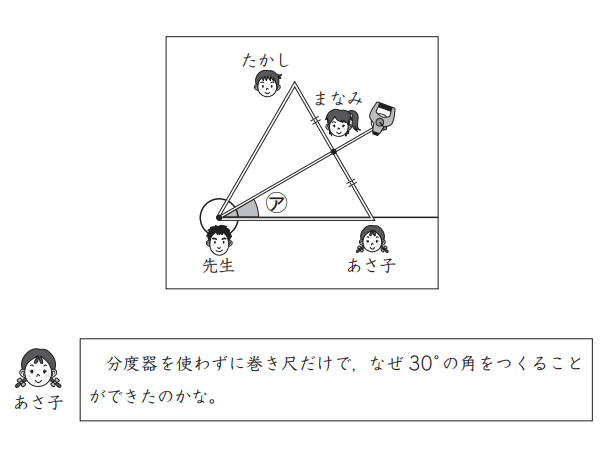 たかし
まなみ
ア
先生
あさ子
分度器を使わずに巻き尺だけで，なぜ30°の角をつくること
ができたのかな。
あさ子